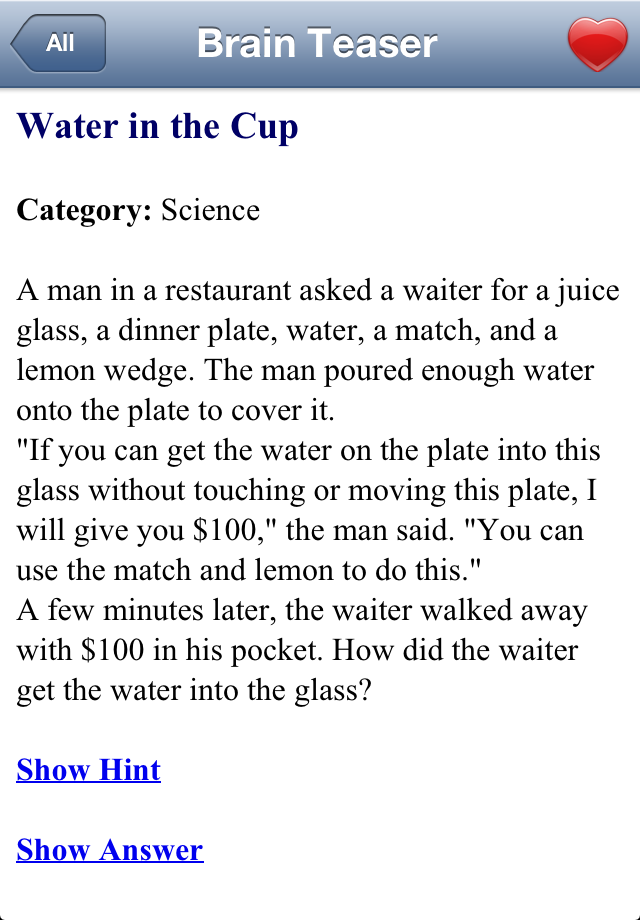 All
Brain Teaser
Water in the Cup
Category: Science
A man in a restaurant asked a waiter for a juice
glass, a dinner plate, water, a match, and a
lemon wedge. The man poured enough water
onto the plate to cover it.
"If you can get the water on the plate into this
glass without touching or moving this plate, I
will give you $100," the man said. "You can
use the match and lemon to do this."
A few minutes later, the waiter walked away
with $100 in his pocket. How did the waiter
get the water into the glass?
Show Hint
Show Answer